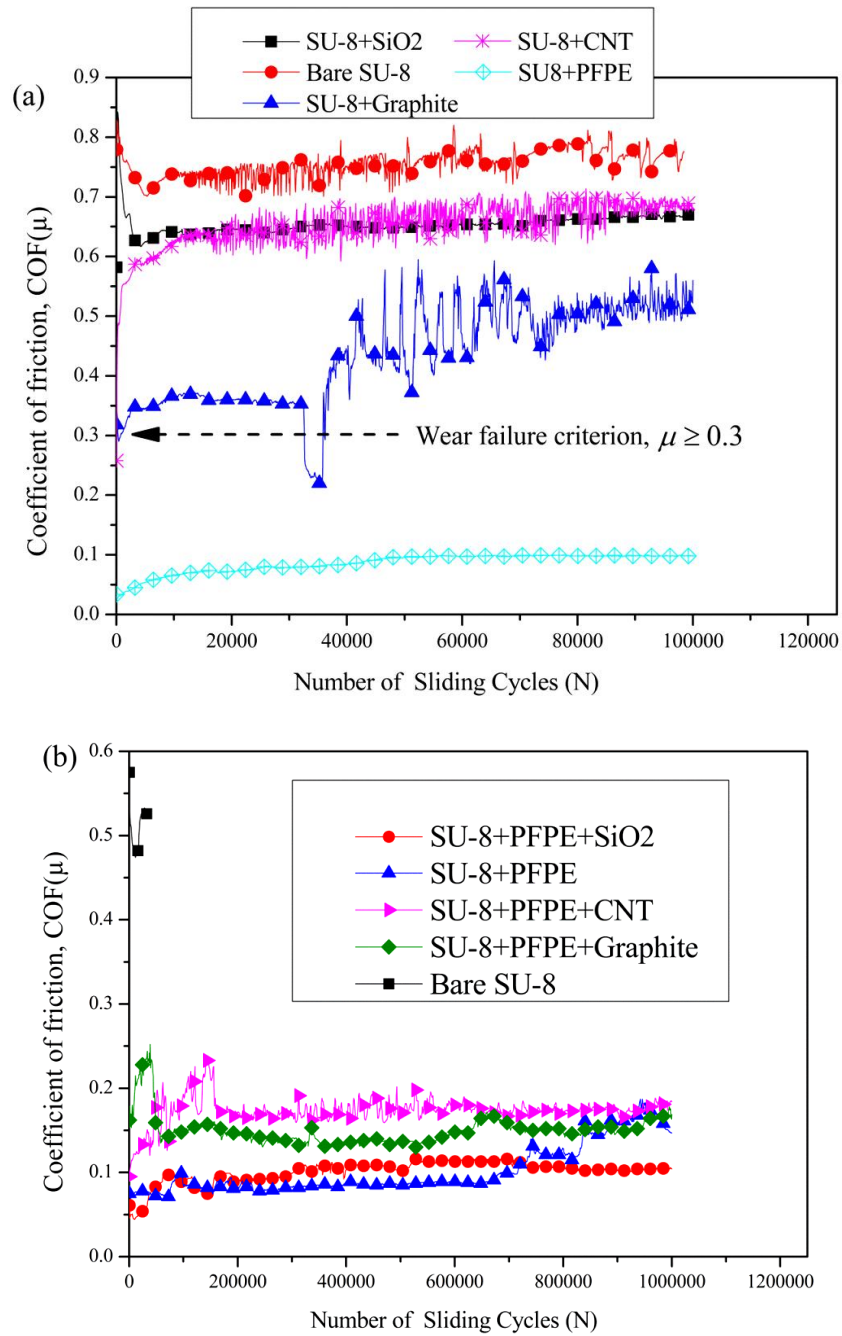 (a)
SU-8+SiO2
SU-8+CNT
Bare SU-8
SU8+PFPE
SU-8+Graphite
0.9
0.8
0.7
0.6
0.5
0.4
0.3
0.2
0.1
0.0
Coefficient of friction, COF(μ)
Wear failure criterion, μ ≥ 0.3
0 20000 40000 60000 80000 100000 120000
Number of Sliding Cycles (N)
(b)
0.6
0.5
0.4
0.3
0.2
0.1
0.0
Coefficient of friction, COF(μ)
SU-8+PFPE+SiO2
SU-8+PFPE
SU-8+PFPE+CNT
SU-8+PFPE+Graphite
Bare SU-8
0 200000 400000 600000 800000 1000000 1200000
Number of Sliding Cycles (N)